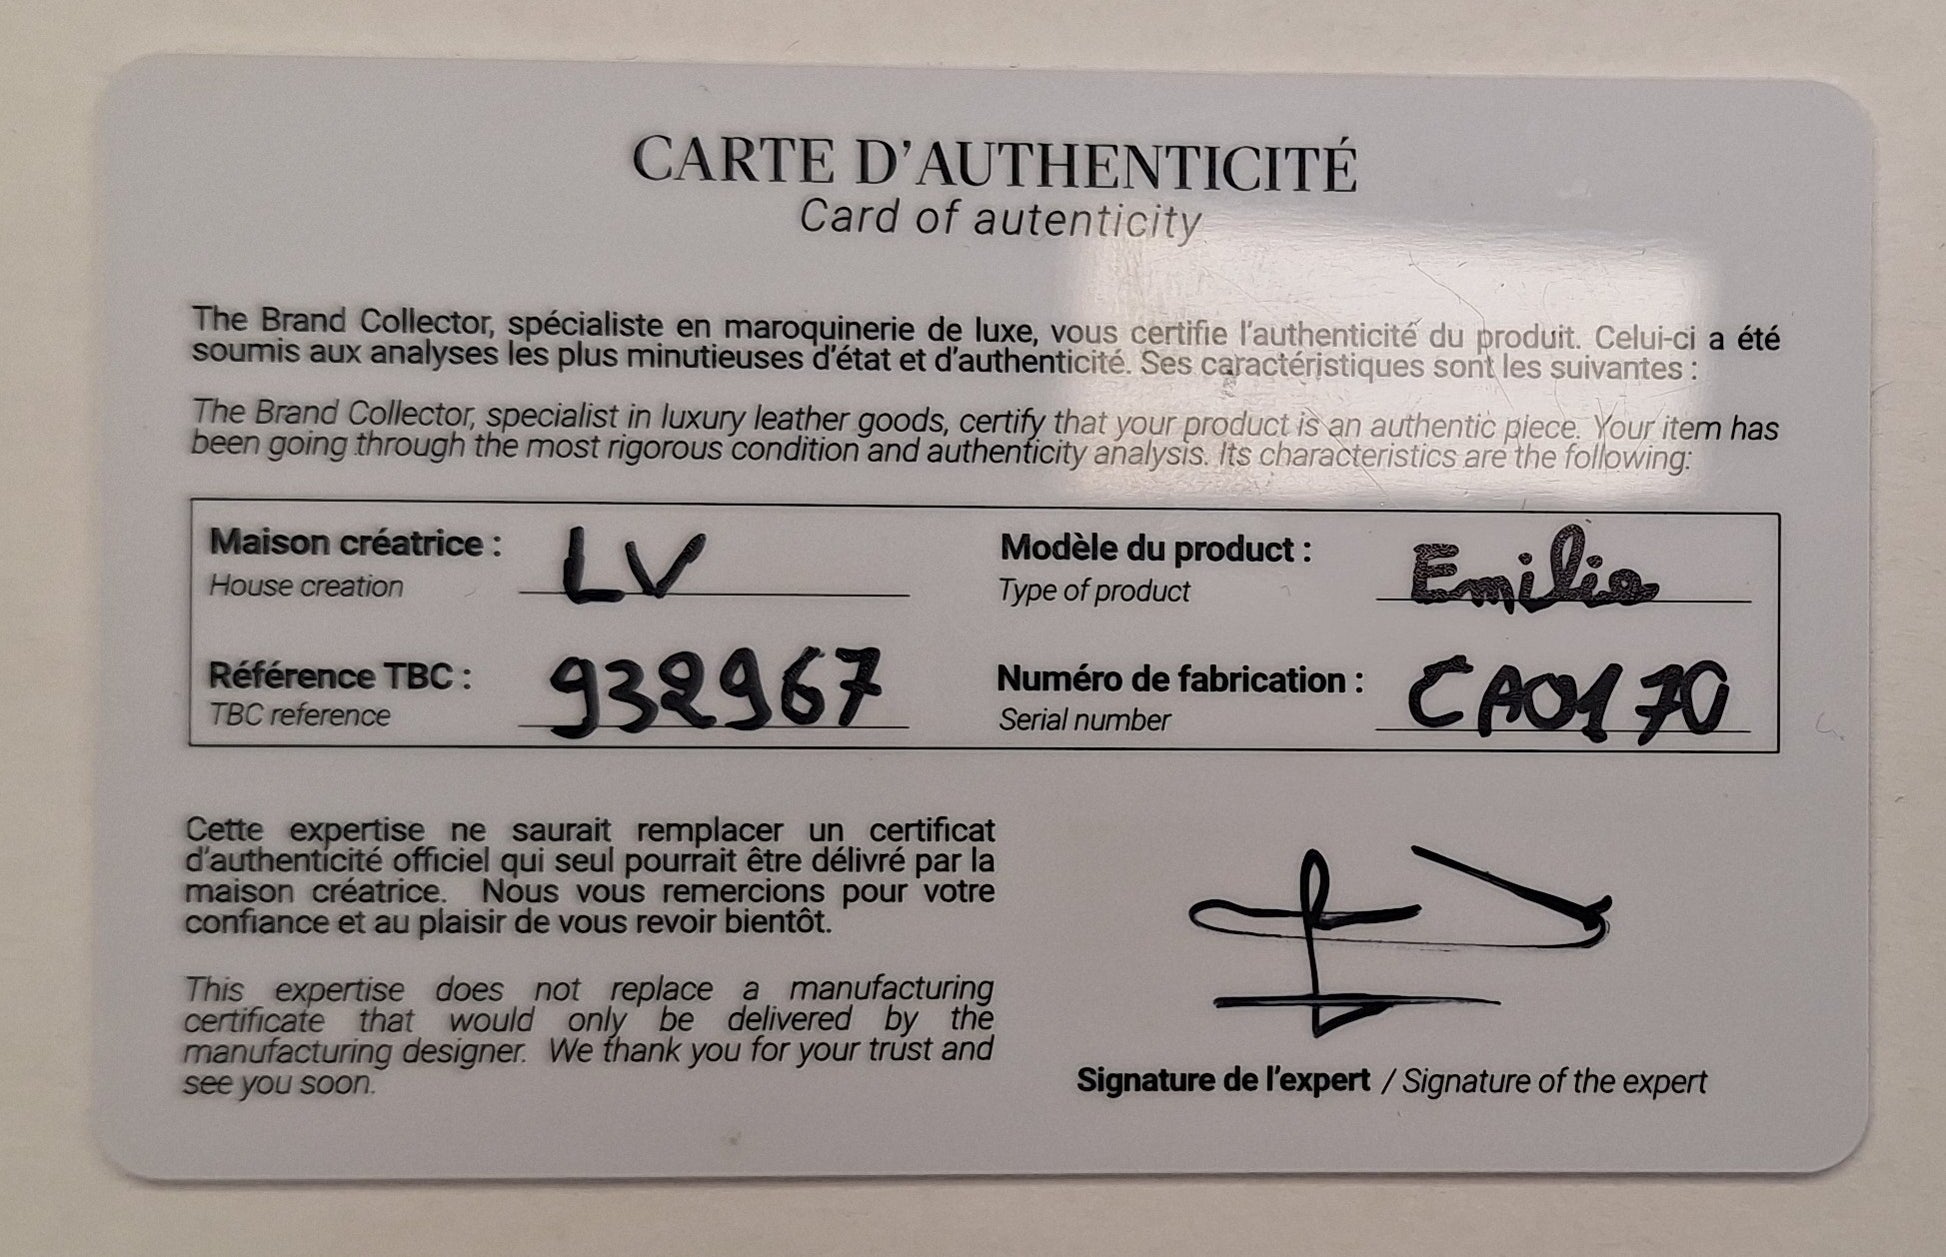 CARTE D'AUTHENTICITÉ
Card of autenticity
The Brand Collector, spécialiste en maroquinerie de luxe, vous certifie l'authenticité du produit. Celui-ci a été
soumis aux analyses les plus minutieuses d'état et d'authenticité. Ses caractéristiques sont les suivantes :
The Brand Collector, specialist in luxury leather goods, certify that your product is an authentic piece. Your item has
been going through the most rigorous condition and authenticity analysis. Its characteristics are the following:
Maison créatrice : LV
House creation
Modèle du product : Emilie
Type of product
Référence TBC : 932967
TBC reference
Numéro de fabrication : CA0170
Serial number
Cette expertise ne saurait remplacer un certificat
d'authenticité officiel qui seul pourrait être délivré par la
maison créatrice. Nous vous remercions pour votre
confiance et au plaisir de vous revoir bientôt.
This expertise does not replace a manufacturing
certificate that would only be delivered by the
manufacturing designer. We thank you for your trust and
see you soon.
Signature de l'expert / Signature of the expert